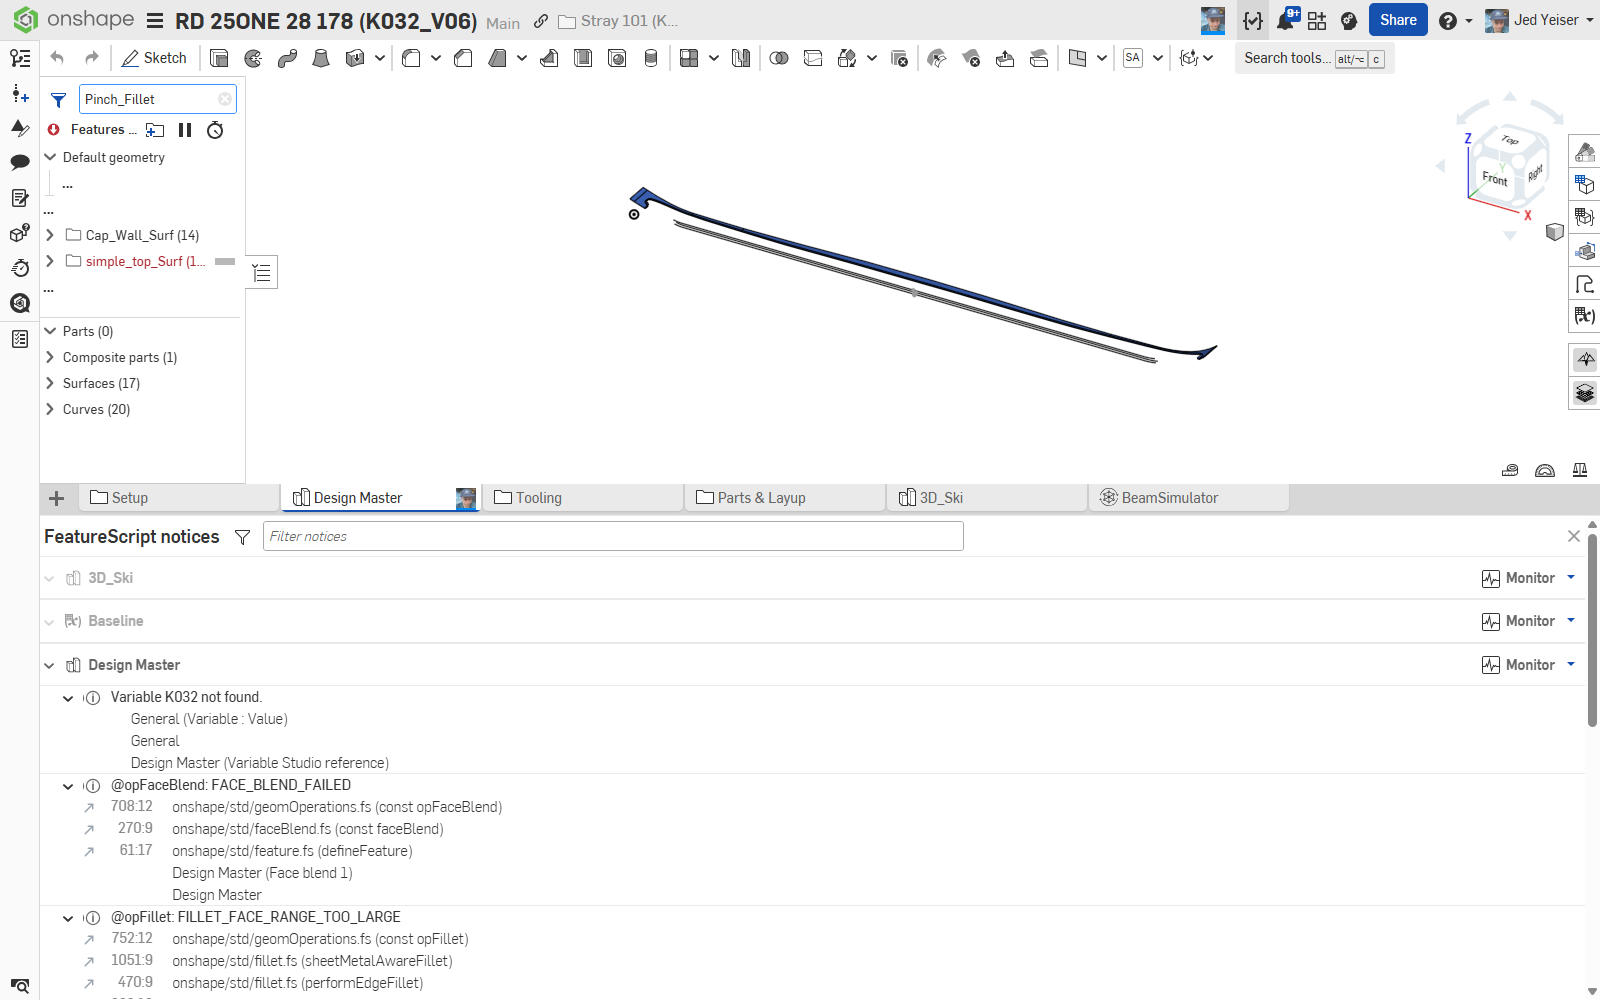 onshape RD 25ONE 28 178 (K032_V06) Main Stray 101 (K... 9+ Share Jed Yeiser
Sketch SA Search tools... alt/⌥ c
Pinch_Fillet
Features ...
Default geometry
...
...
Cap_Wall_Surf (14)
simple_top_Surf (1...
...
Parts (0)
Composite parts (1)
Surfaces (17)
Curves (20)
Z
Top
Y
Front
Right
X
Setup Design Master Tooling Parts & Layup 3D_Ski BeamSimulator
FeatureScript notices Filter notices
3D_Ski Monitor
Baseline Monitor
Design Master Monitor
Variable K032 not found.
General (Variable : Value)
General
Design Master (Variable Studio reference)
@opFaceBlend: FACE_BLEND_FAILED
708:12 onshape/std/geomOperations.fs (const opFaceBlend)
270:9 onshape/std/faceBlend.fs (const faceBlend)
61:17 onshape/std/feature.fs (defineFeature)
Design Master (Face blend 1)
Design Master
@opFillet: FILLET_FACE_RANGE_TOO_LARGE
752:12 onshape/std/geomOperations.fs (const opFillet)
1051:9 onshape/std/fillet.fs (sheetMetalAwareFillet)
470:9 onshape/std/fillet.fs (performEdgeFillet)